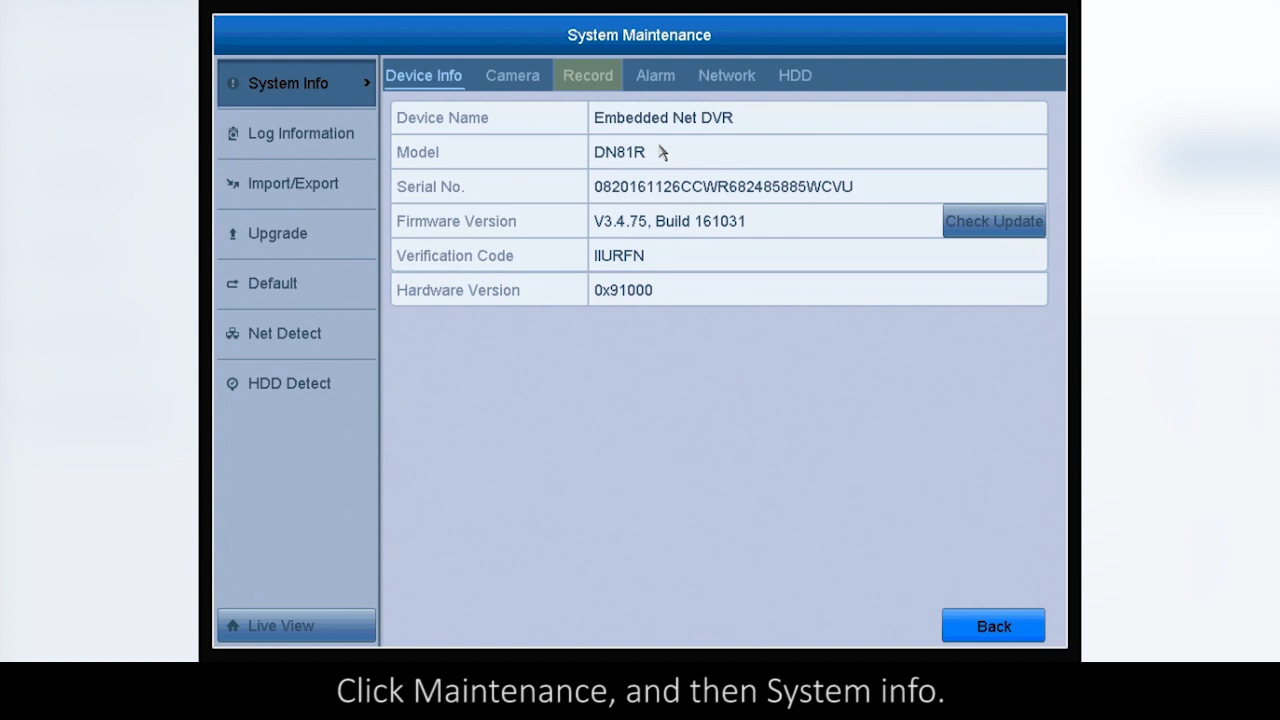 System Maintenance
System Info
Log Information
Import/Export
Upgrade
Default
Net Detect
HDD Detect
Live View
Device Info Camera Record Alarm Network HDD
Device Name Embedded Net DVR
Model DN81R
Serial No. 0820161126CCWR682485885WCVU
Firmware Version V3.4.75, Build 161031 Check Update
Verification Code IIURFN
Hardware Version 0x91000
Back
Click Maintenance, and then System info.